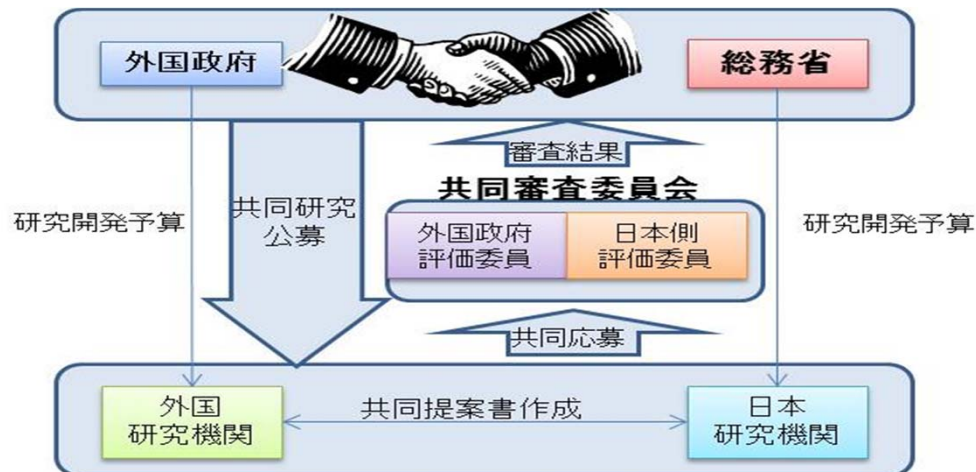 外国政府
総務省
審査結果
共同審査委員会
研究開発予算
共同研究
公募
外国政府
評価委員
日本側
評価委員
研究開発予算
共同応募
外国
研究機関
共同提案書作成
日本
研究機関